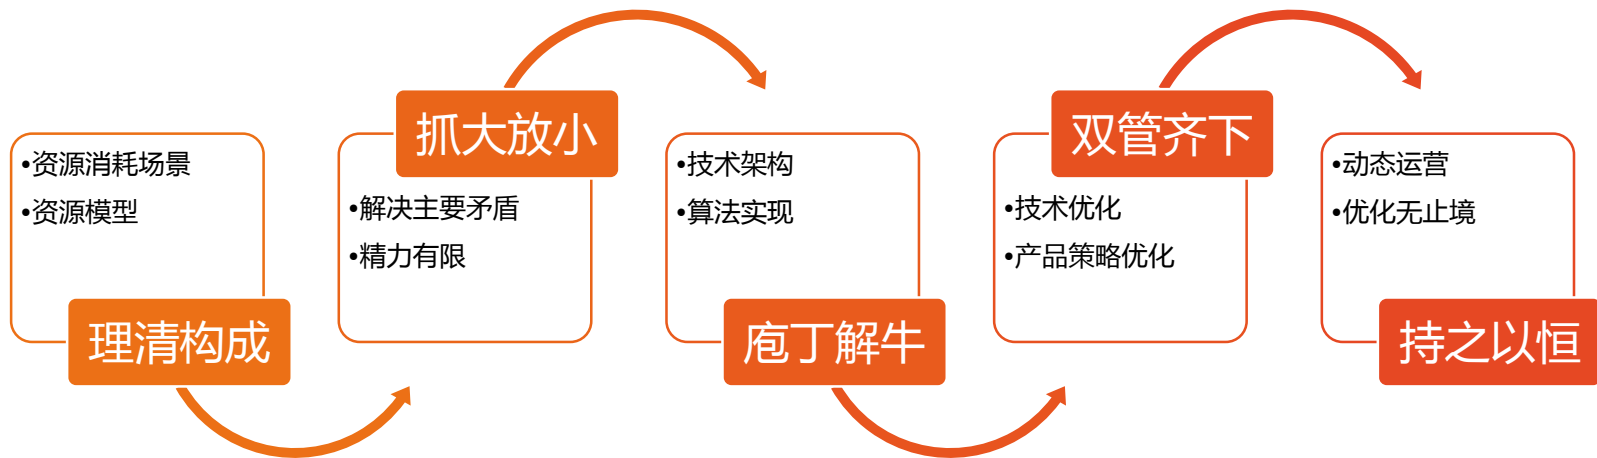 •资源消耗场景
•资源模型
理清构成
抓大放小
•解决主要矛盾
•精力有限
•技术架构
•算法实现
庖丁解牛
双管齐下
•技术优化
•产品策略优化
•动态运营
•优化无止境
持之以恒